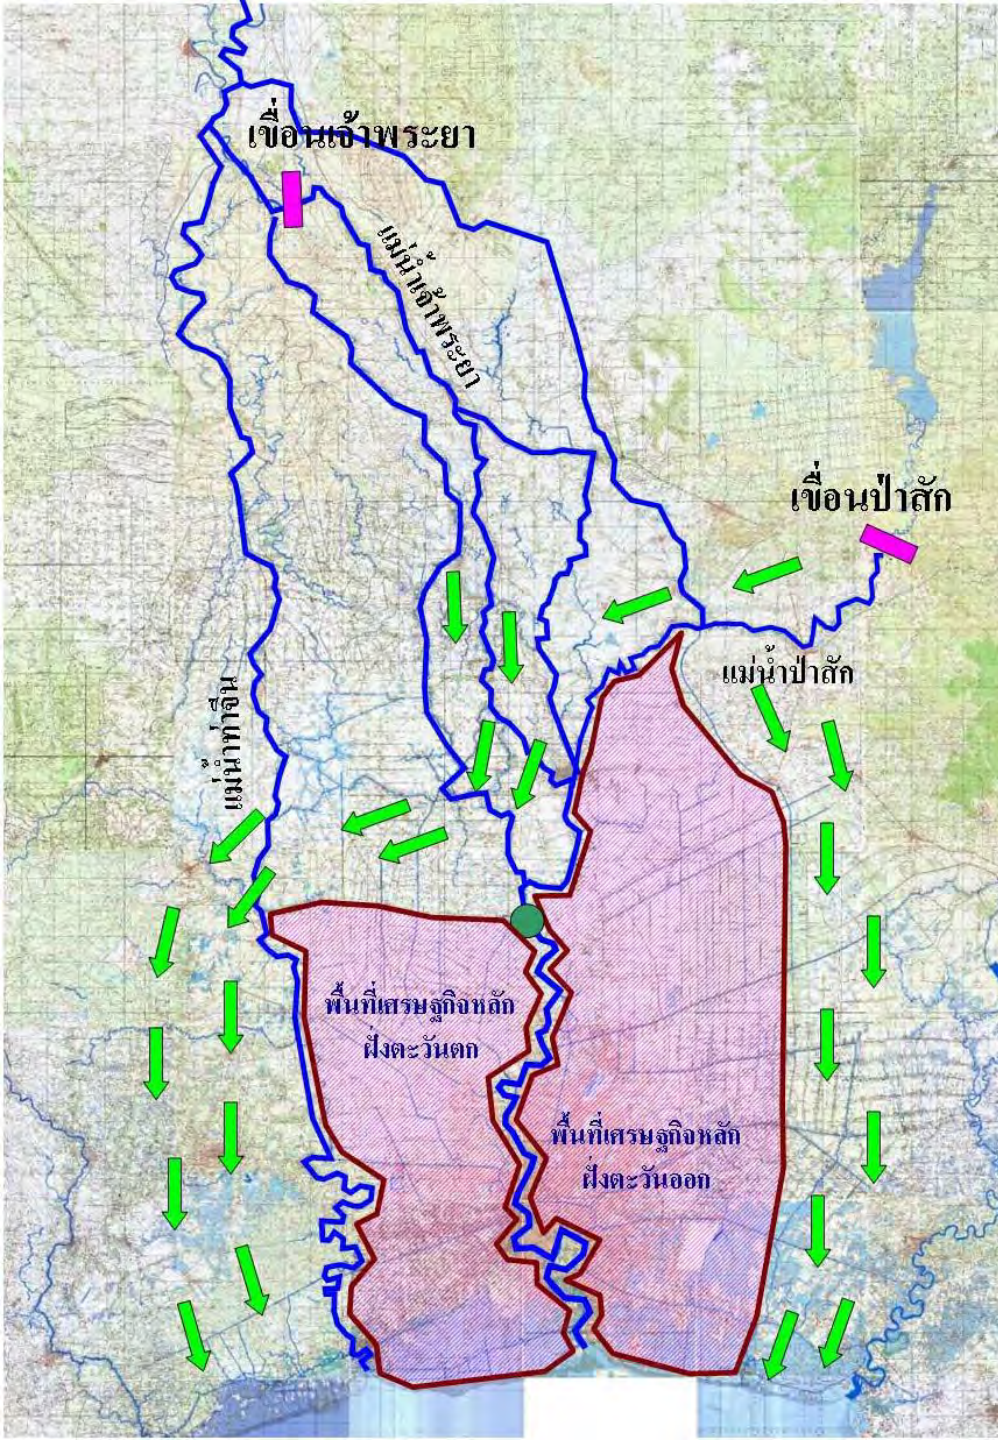 เขื่อนเจ้าพระยา
แม่น้ำเจ้าพระยา
เขื่อนป่าสัก
แม่น้ำป่าสัก
แม่น้ำท่าจีน
พื้นที่เศรษฐกิจหลัก
ฝั่งตะวันตก
พื้นที่เศรษฐกิจหลัก
ฝั่งตะวันออก